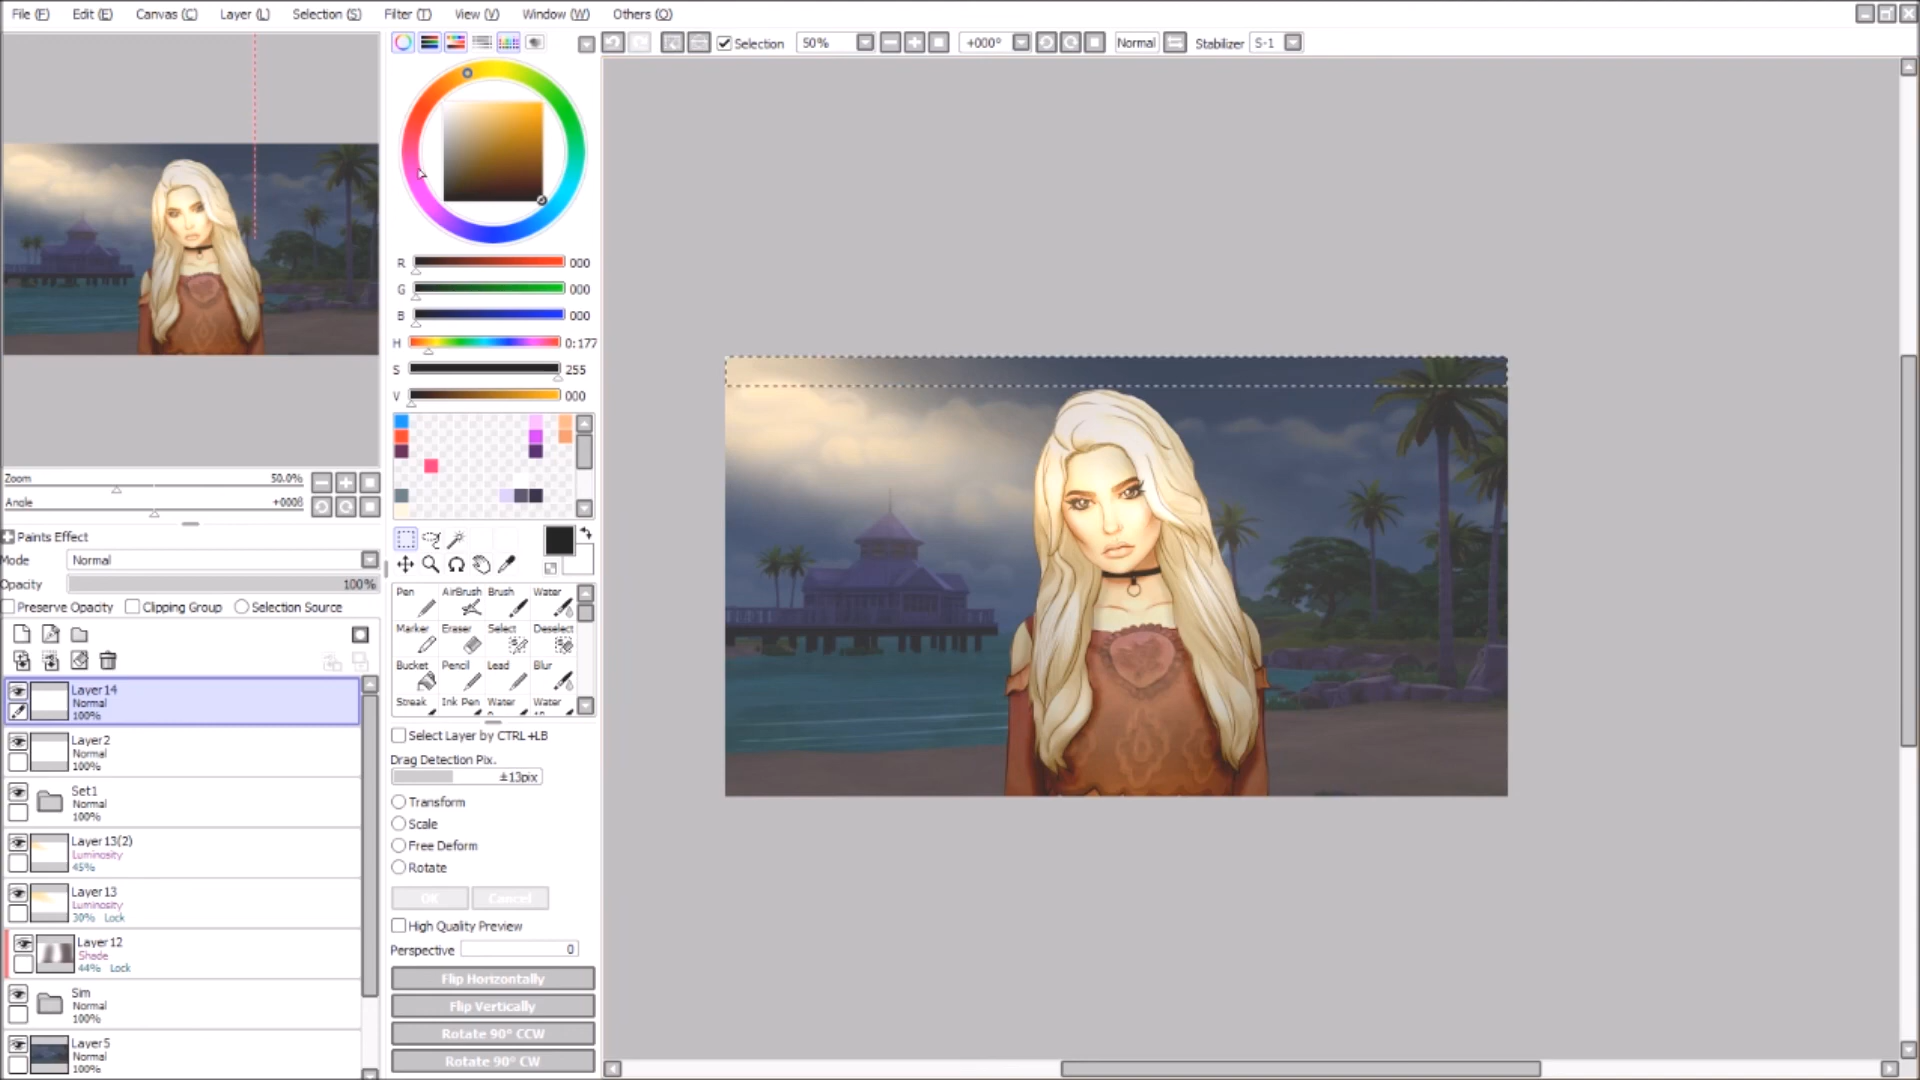 File (F) Edit (E) Canvas (C) Layer (L) Selection (S) Filter (T) View (V) Window (W) Others (O)
Selection 50% +000° Normal Stabilizer S-1
R 000
G 000
B 000
H 0:177
S 255
V 000
Zoom 50.0%
Angle +000
Paints Effect
Mode Normal
Opacity 100%
Preserve Opacity Clipping Group Selection Source
Pen AirBrush Brush Water
Marker Eraser Select Deselect
Bucket Pencil Lead Blur
Streak Ink Pen Water Water
Layer14
Normal
100%
Layer2
Normal
100%
Set1
Normal
100%
Layer13(2)
Luminosity
45%
Layer13
Luminosity
30% Lock
Layer12
Shade
44% Lock
Sim
Normal
100%
Layer5
Normal
100%
Select Layer by CTRL+LB
Drag Detection Pix.
±13pix
Transform
Scale
Free Deform
Rotate
OK Cancel
High Quality Preview
Perspective 0
Flip Horizontally
Flip Vertically
Rotate 90° CCW
Rotate 90° CW